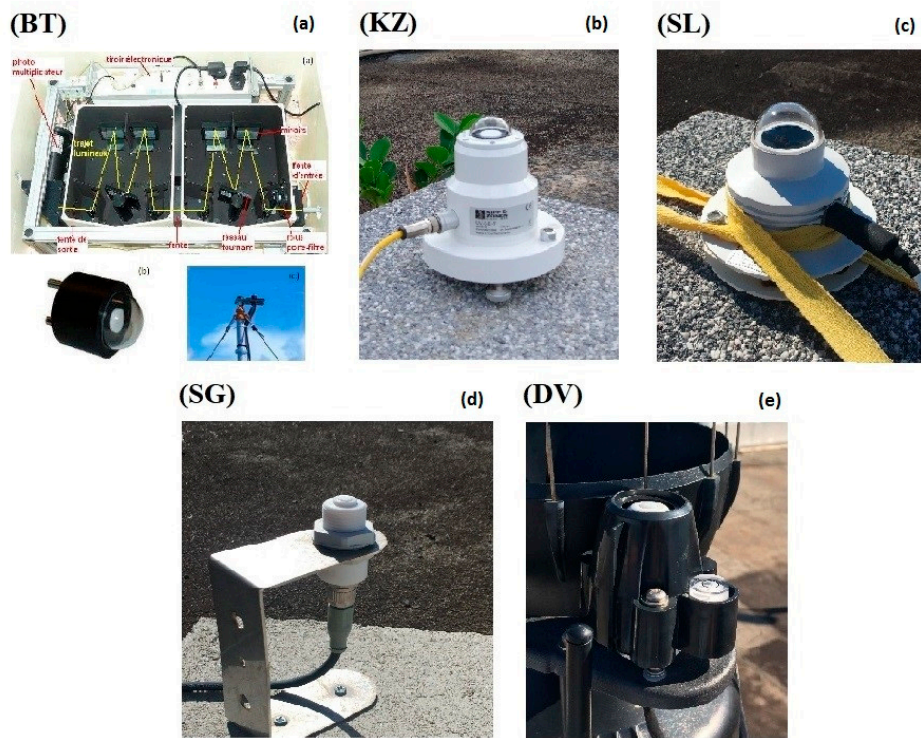 (BT)
(a)
(KZ)
(b)
(SL)
(c)
photo
multiplicateur
tiroir électronique
(a)
trajet
lumineux
miroirs
fente
d'entrée
fente de
sortie
fente
réseau
tournant
roue
porte-filtre
(b)
(SG)
(d)
(DV)
(e)